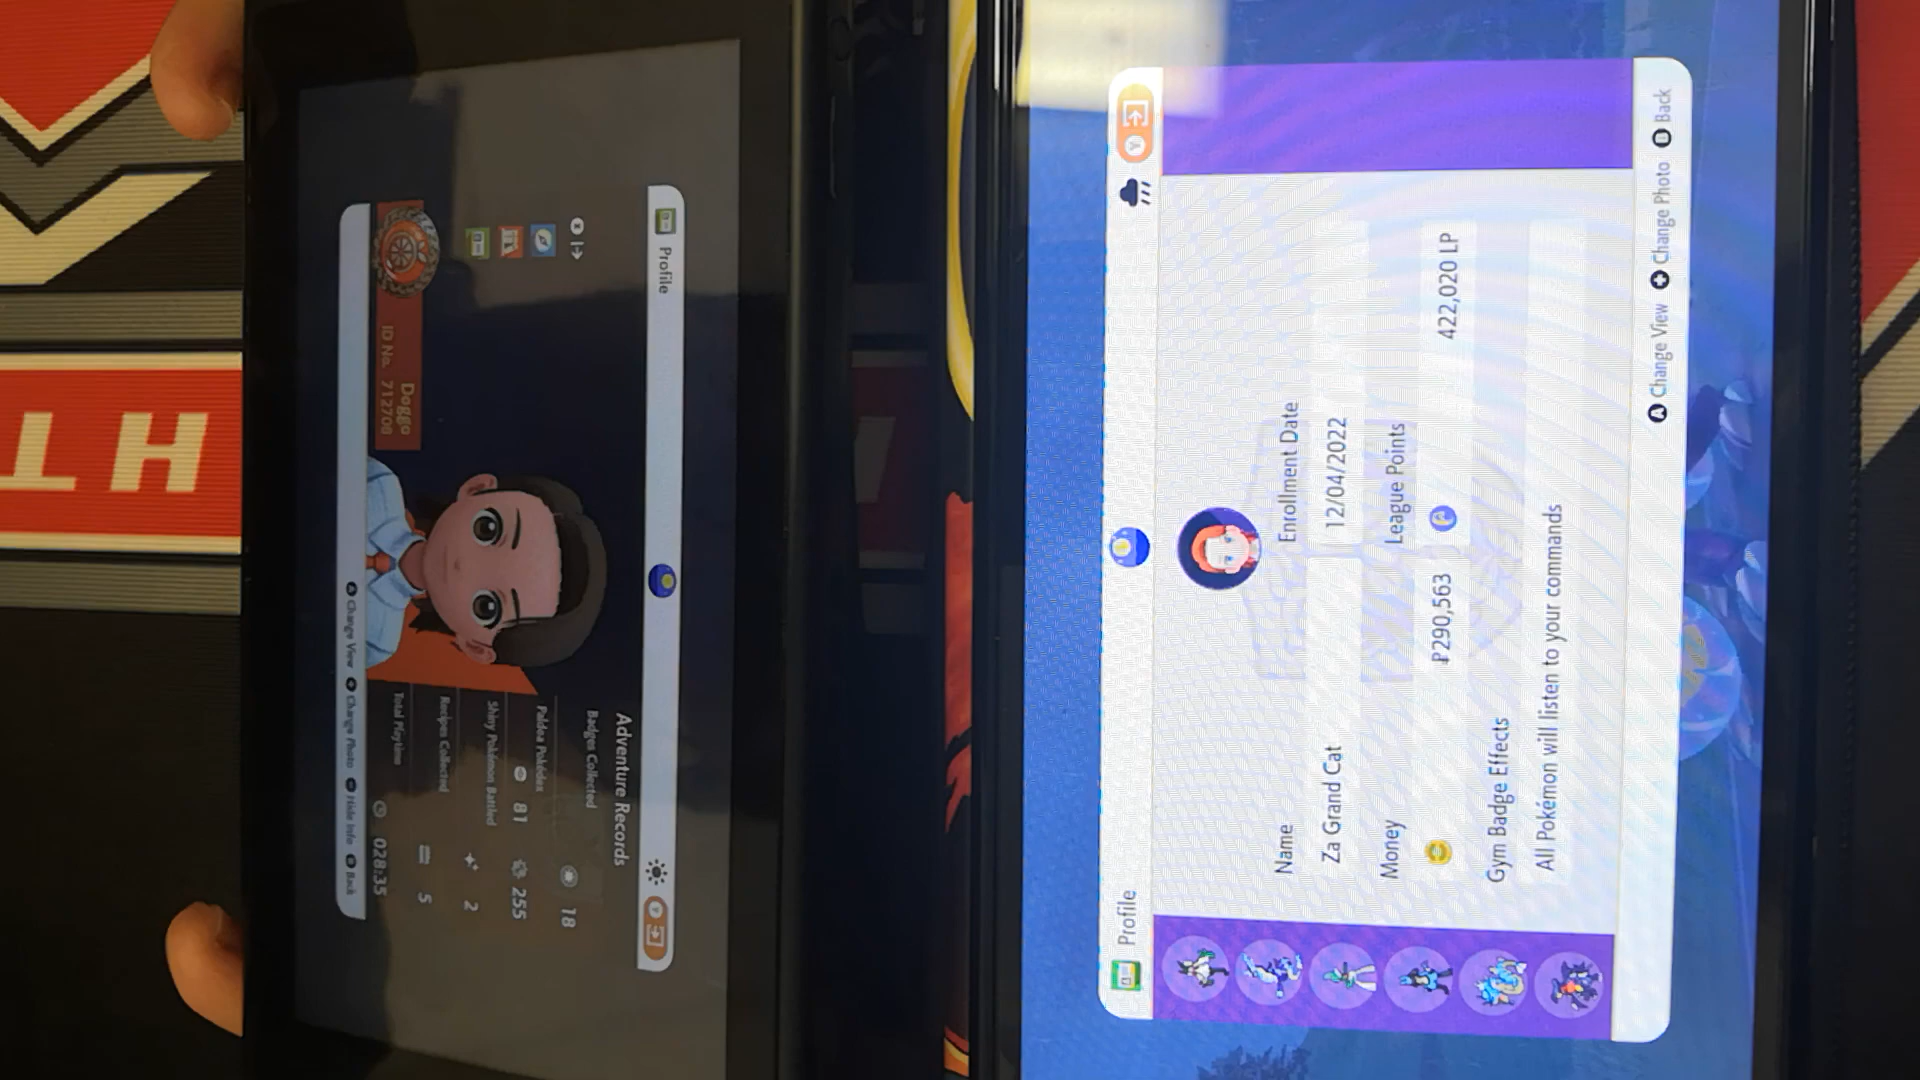 HT
Profile
Doggo
ID No. 712708
Adventure Records
Badges Collected 18
Paldea Pokédex 81 255
Shiny Pokémon Battled 2
Recipes Collected 5
Total Playtime 028:35
Change View Change Photo Hide Info Back
Profile
Y
Name Enrollment Date
Za Grand Cat 12/04/2022
Money League Points
₽290,563 422,020 LP
Gym Badge Effects
All Pokémon will listen to your commands
A Change View Change Photo Back